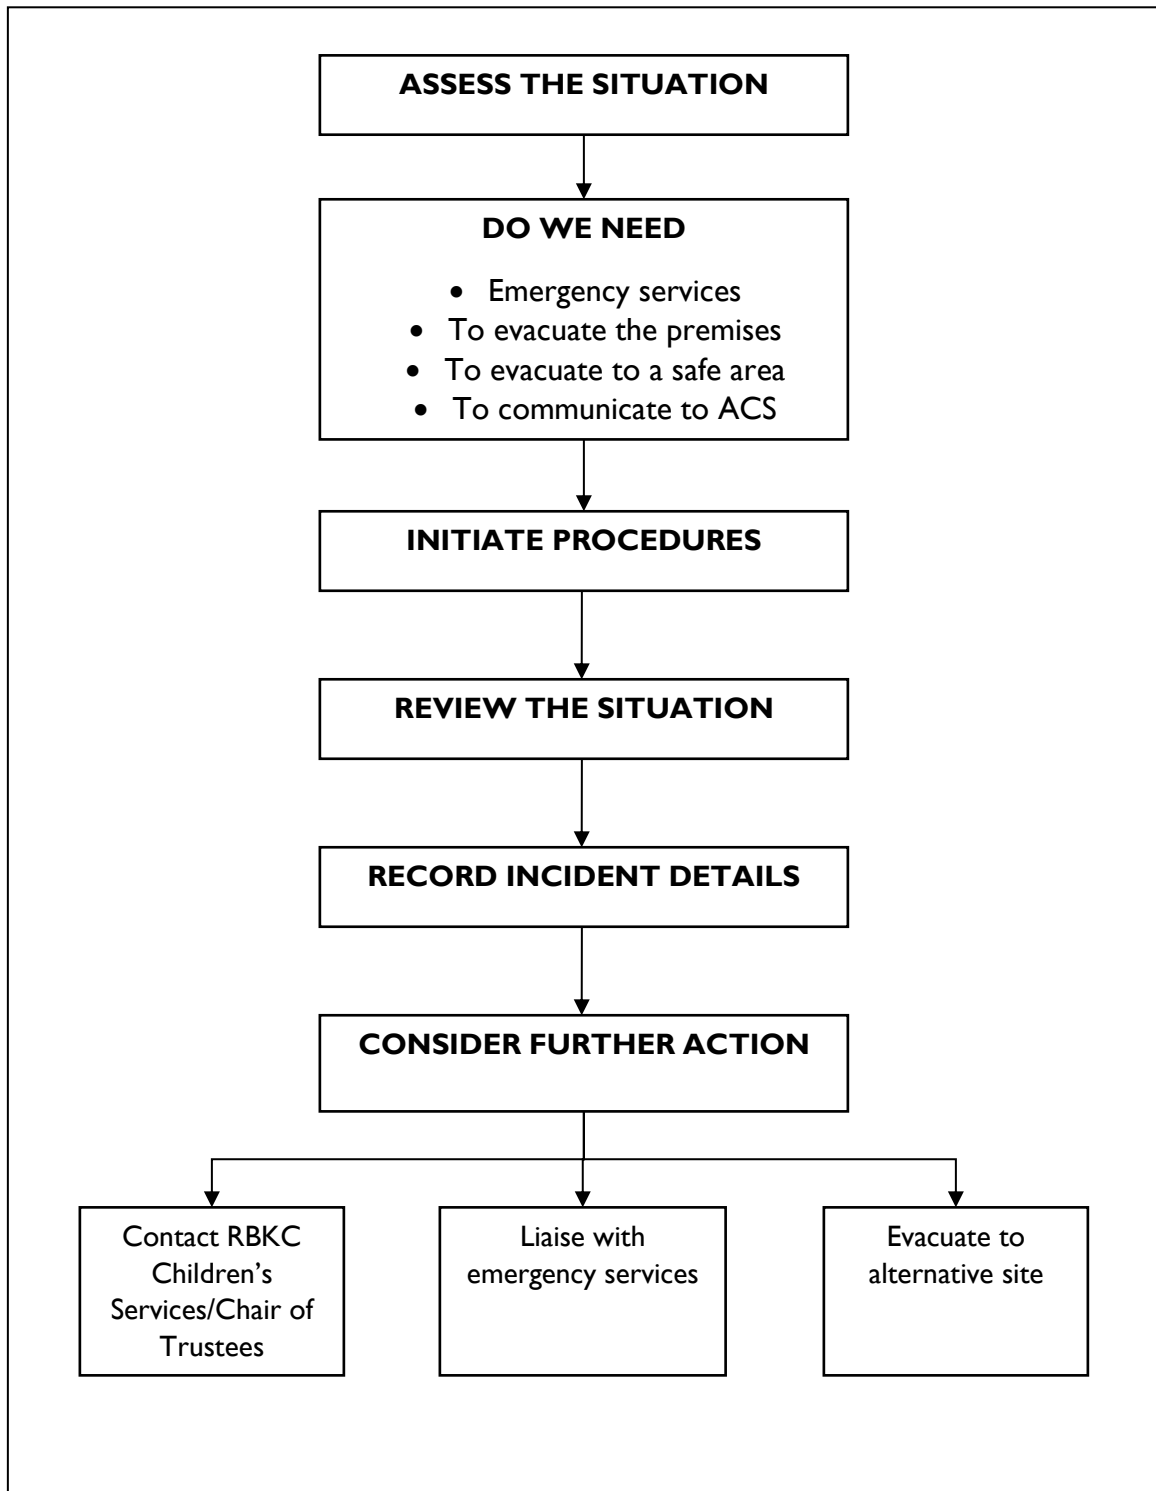 ASSESS THE SITUATION
DO WE NEED
• Emergency services
• To evacuate the premises
• To evacuate to a safe area
• To communicate to ACS
INITIATE PROCEDURES
REVIEW THE SITUATION
RECORD INCIDENT DETAILS
CONSIDER FURTHER ACTION
Contact RBKC
Children’s
Services/Chair of
Trustees
Liaise with
emergency services
Evacuate to
alternative site